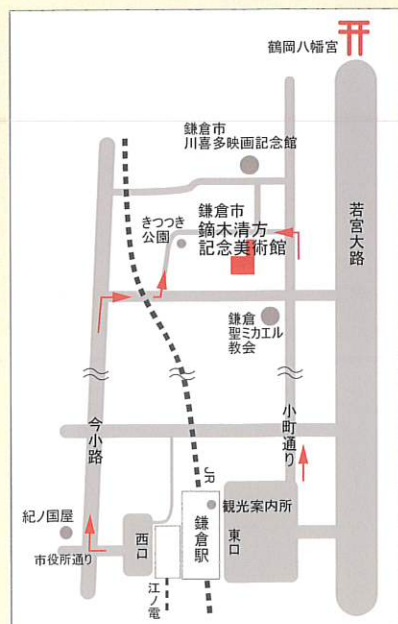 鶴岡八幡宮
鎌倉市
川喜多映画記念館
若宮大路
きつつき
公園
鎌倉市
鏑木清方
記念美術館
鎌倉
聖ミカエル
教会
今小路
小町通り
JR
観光案内所
紀ノ国屋
西口
鎌倉駅
東口
市役所通り
江ノ電